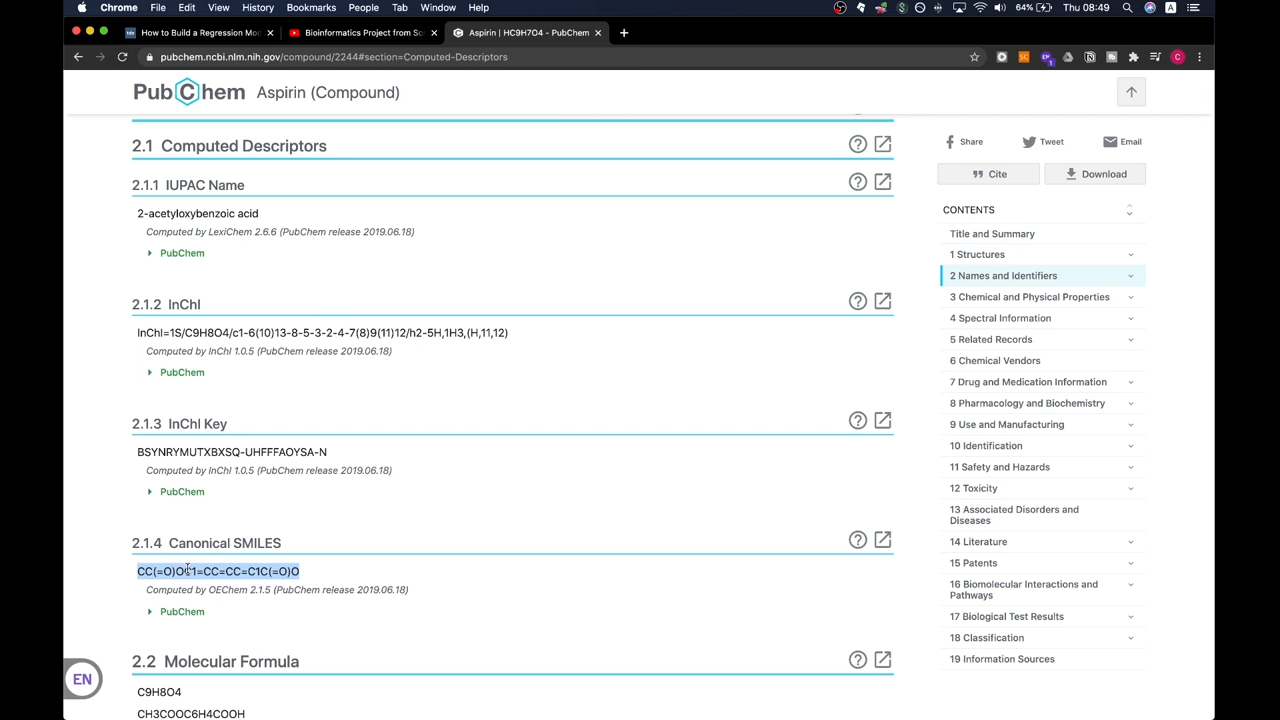 Chrome File Edit View History Bookmarks People Tab Window Help 64% Thu 08:49
How to Build a Regression Mod Bioinformatics Project from Scr Aspirin | HC9H7O4 - PubChem
pubchem.ncbi.nlm.nih.gov/compound/2244#section=Computed-Descriptors
PubChem Aspirin (Compound)
2.1 Computed Descriptors
2.1.1 IUPAC Name
2-acetyloxybenzoic acid
Computed by LexiChem 2.6.6 (PubChem release 2019.06.18)
PubChem
2.1.2 InChI
InChI=1S/C9H8O4/c1-6(10)13-8-5-3-2-4-7(8)9(11)12/h2-5H,1H3,(H,11,12)
Computed by InChI 1.0.5 (PubChem release 2019.06.18)
PubChem
2.1.3 InChI Key
BSYNRYMUTXBXSQ-UHFFFAOYSA-N
Computed by InChI 1.0.5 (PubChem release 2019.06.18)
PubChem
2.1.4 Canonical SMILES
CC(=O)OC1=CC=CC=C1C(=O)O
Computed by OEChem 2.1.5 (PubChem release 2019.06.18)
PubChem
2.2 Molecular Formula
C9H8O4
CH3COOC6H4COOH
EN
Share Tweet Email
Cite Download
CONTENTS
Title and Summary
1 Structures
2 Names and Identifiers
3 Chemical and Physical Properties
4 Spectral Information
5 Related Records
6 Chemical Vendors
7 Drug and Medication Information
8 Pharmacology and Biochemistry
9 Use and Manufacturing
10 Identification
11 Safety and Hazards
12 Toxicity
13 Associated Disorders and
Diseases
14 Literature
15 Patents
16 Biomolecular Interactions and
Pathways
17 Biological Test Results
18 Classification
19 Information Sources